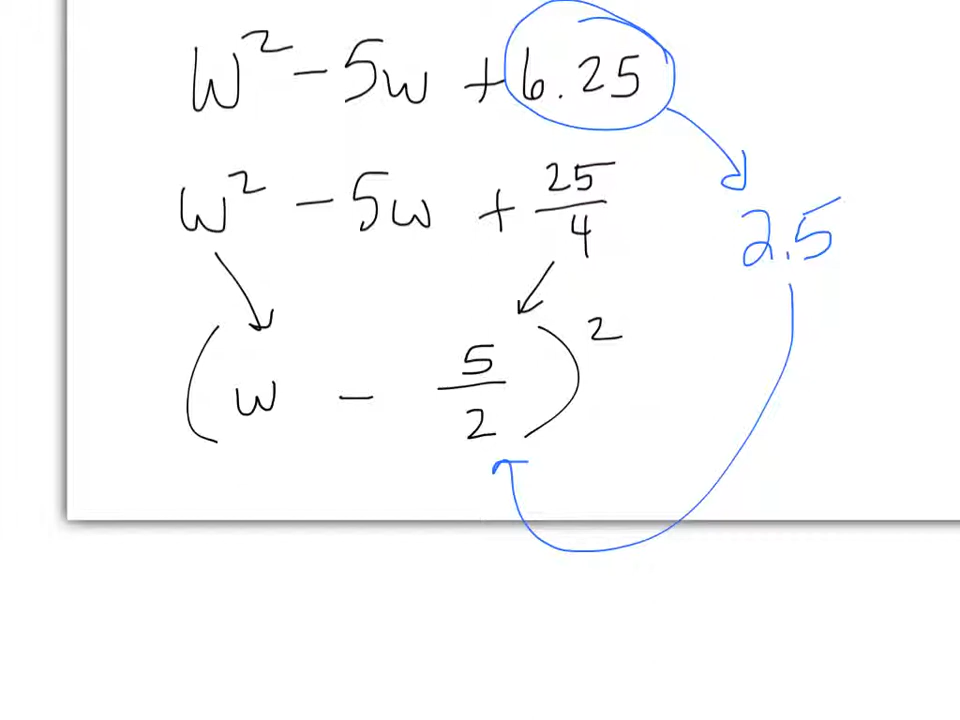 w² - 5w + 6.25
w² - 5w + 25/4
2.5
(w - 5/2)²